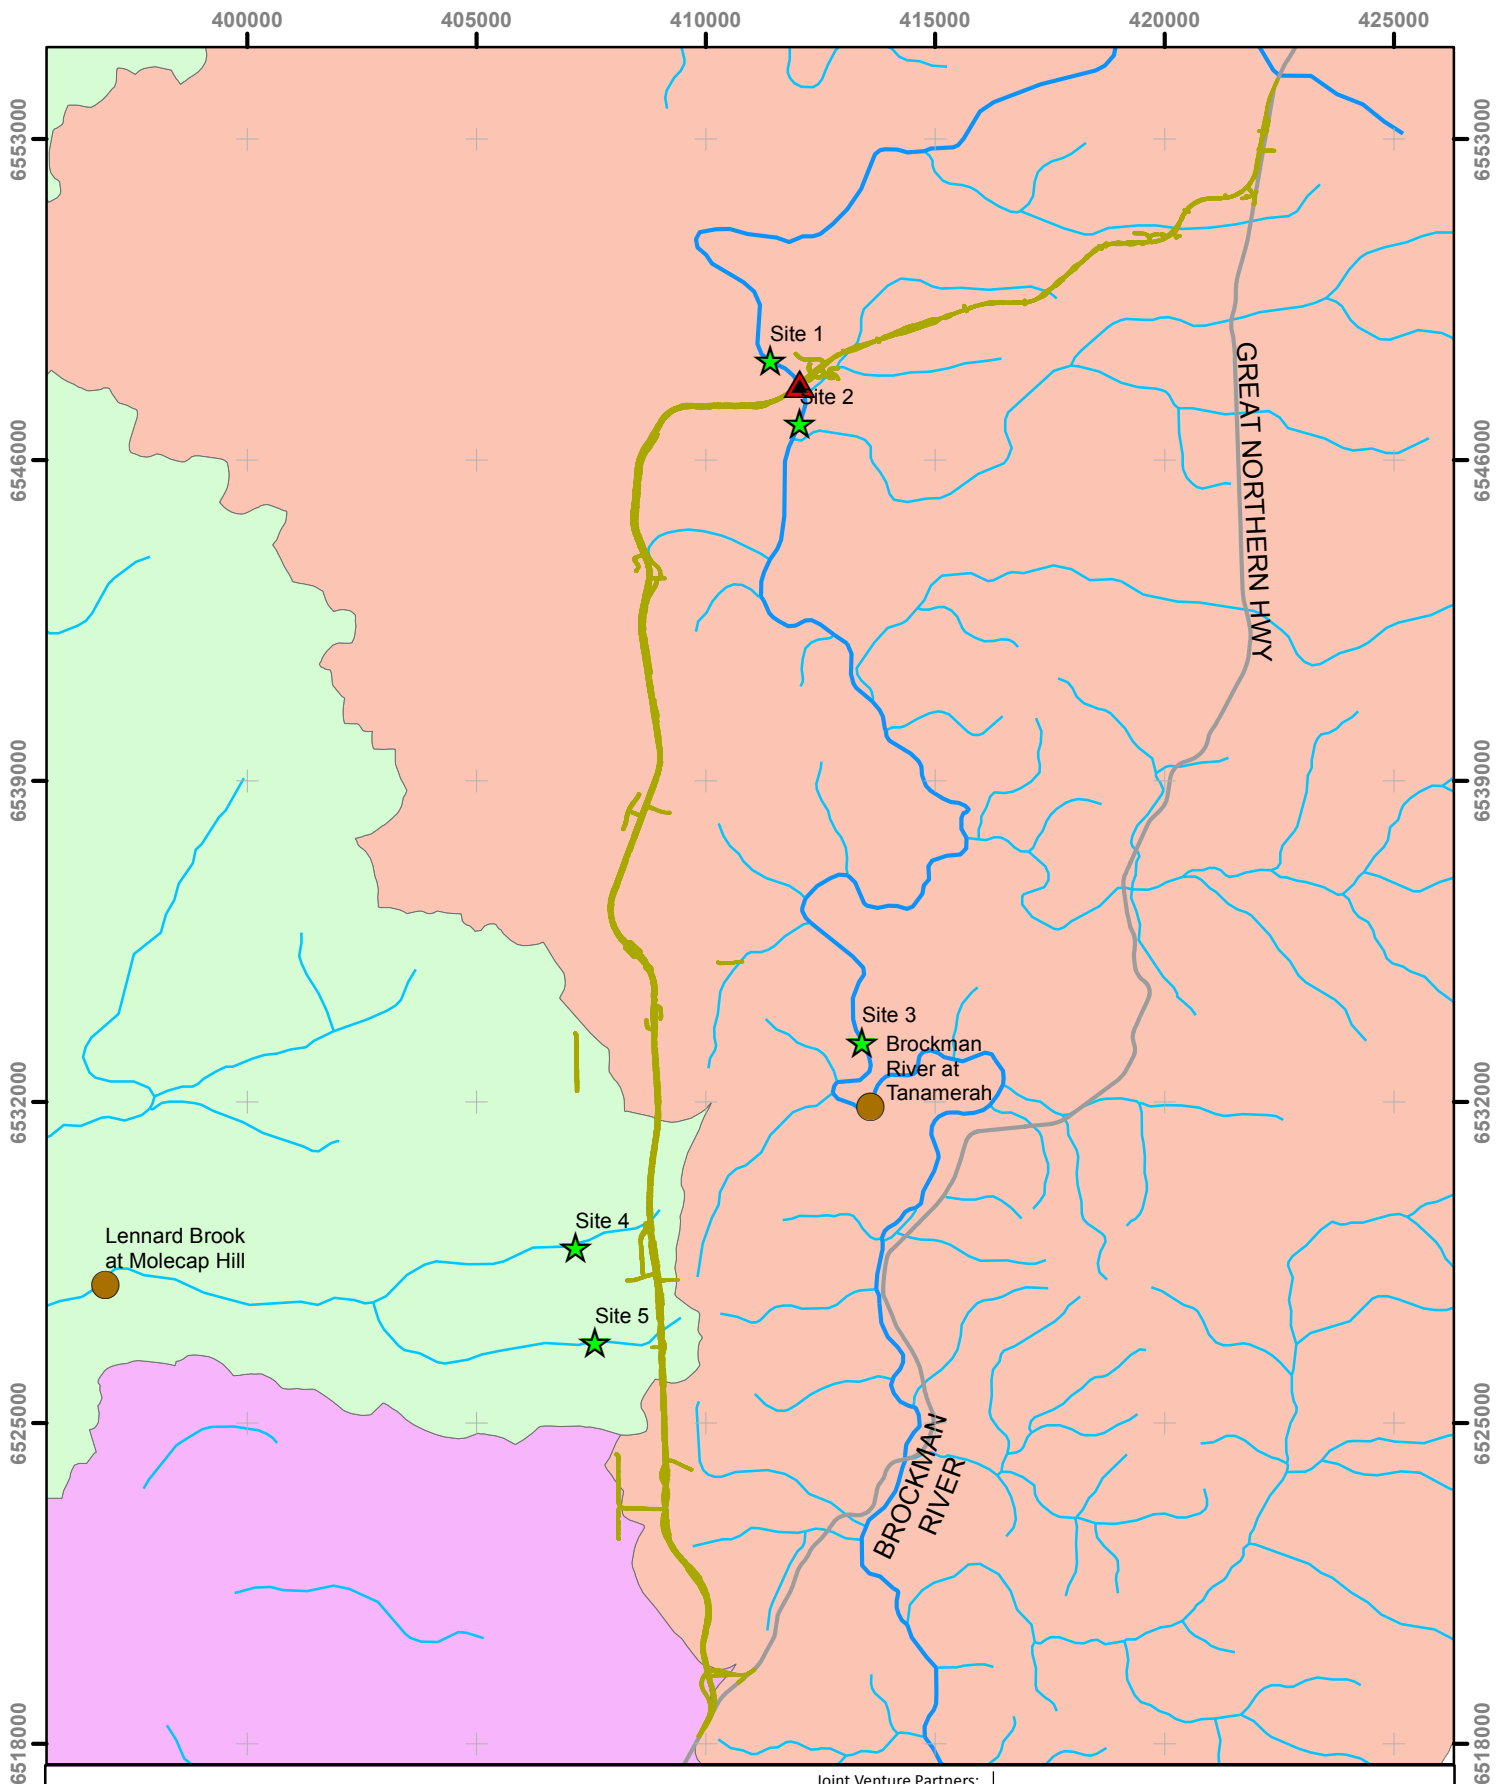 400000 405000 410000 415000 420000 425000
6553000 6553000
Site 1
GREAT NORTHERN HWY
Site 2
6546000 6546000
6539000 6539000
Site 3
Brockman
River at
Tanamerah
6532000 6532000
Site 4
Lennard Brook
at Molecap Hill
Site 5
6525000 6525000
BROCKMAN
RIVER
6518000 6518000
Joint Venture Partners: